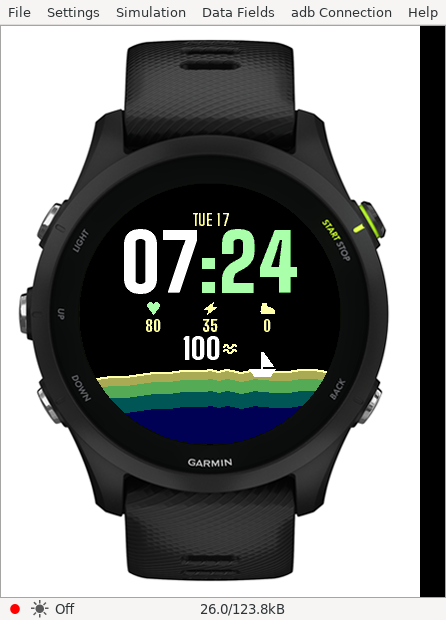 File Settings Simulation Data Fields adb Connection Help
TUE 17
START STOP
LIGHT
07:24
80 35 0
UP
100
DOWN
BACK
GARMIN
Off 26.0/123.8kB